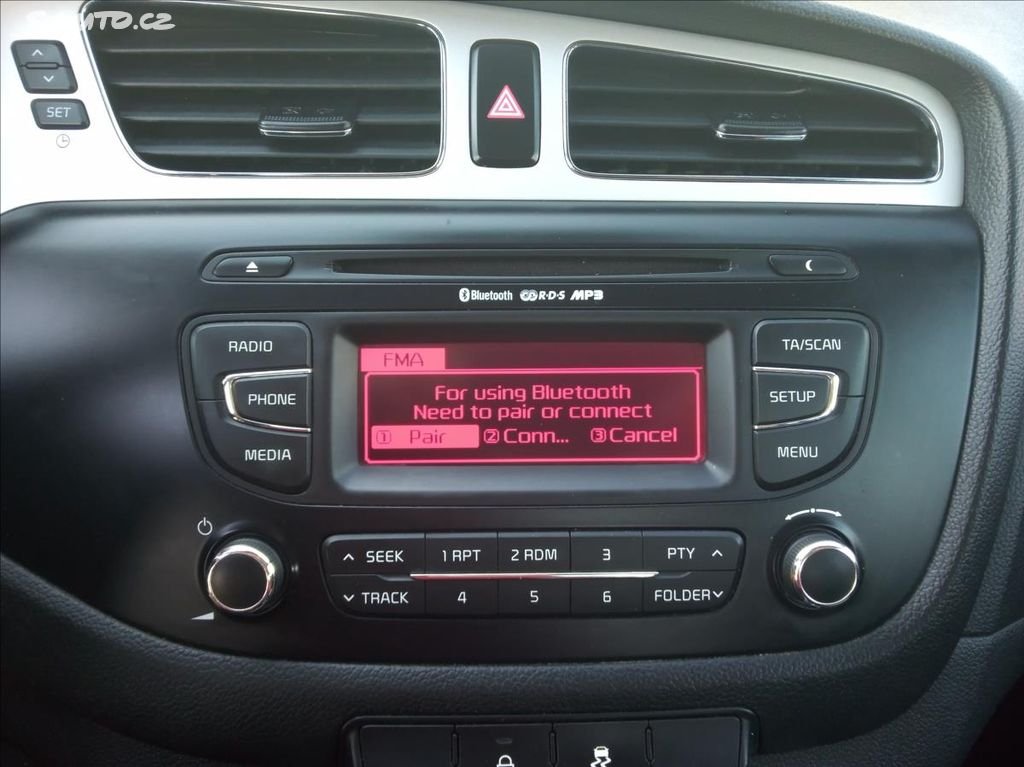 SET
Bluetooth R·D·S MP3
RADIO
PHONE
MEDIA
FMA
For using Bluetooth
Need to pair or connect
① Pair ② Conn... ③ Cancel
TA/SCAN
SETUP
MENU
SEEK 1 RPT 2 RDM 3 PTY
TRACK 4 5 6 FOLDER